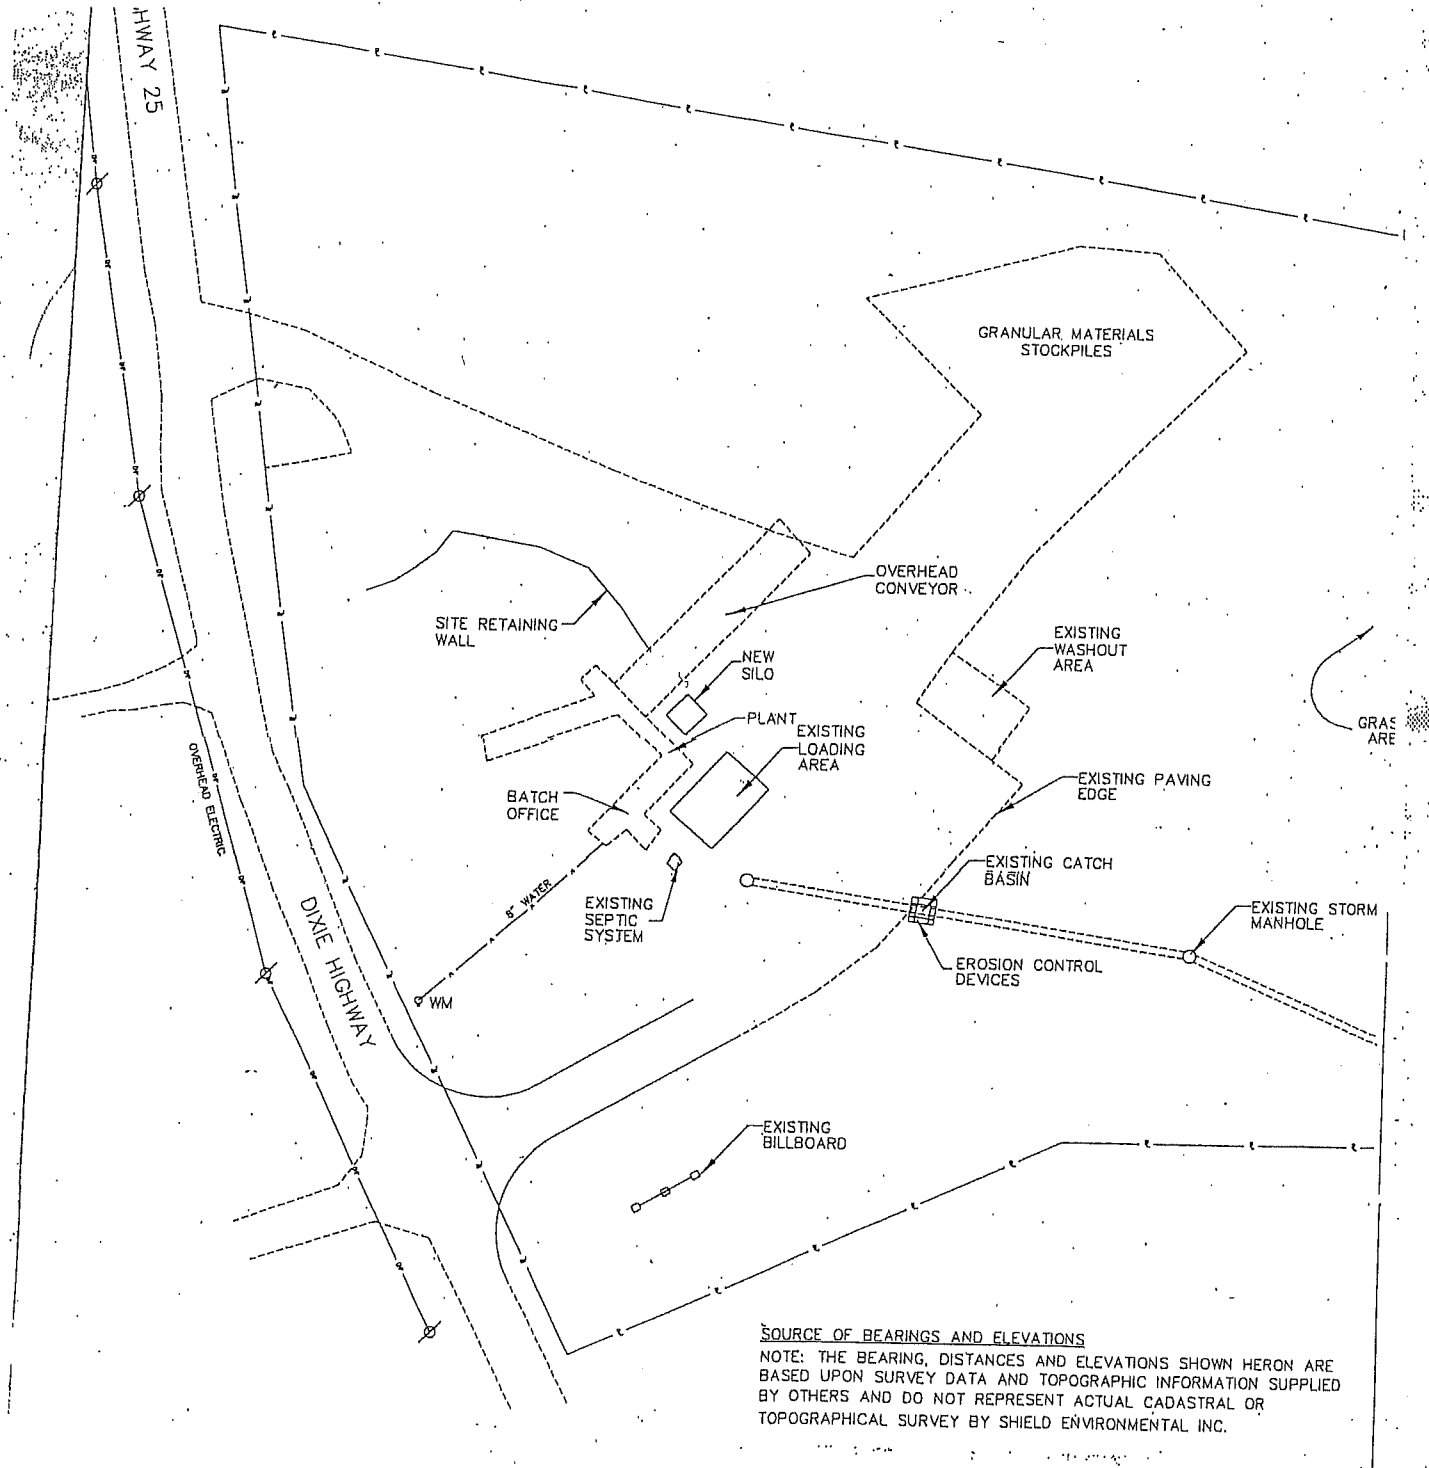 HWAY 25
GRANULAR MATERIALS
STOCKPILES
OVERHEAD
CONVEYOR
SITE RETAINING
WALL
EXISTING
WASHOUT
AREA
NEW
SILO
GRAS
ARE
PLANT
EXISTING
LOADING
AREA
OVERHEAD ELECTRIC
EXISTING PAVING
EDGE
BATCH
OFFICE
EXISTING CATCH
BASIN
8" WATER
EXISTING
SEPTIC
SYSTEM
EXISTING STORM
MANHOLE
DIXIE HIGHWAY
EROSION CONTROL
DEVICES
WM
EXISTING
BILLBOARD
SOURCE OF BEARINGS AND ELEVATIONS
NOTE: THE BEARING, DISTANCES AND ELEVATIONS SHOWN HERON ARE
BASED UPON SURVEY DATA AND TOPOGRAPHIC INFORMATION SUPPLIED
BY OTHERS AND DO NOT REPRESENT ACTUAL CADASTRAL OR
TOPOGRAPHICAL SURVEY BY SHIELD ENVIRONMENTAL INC.